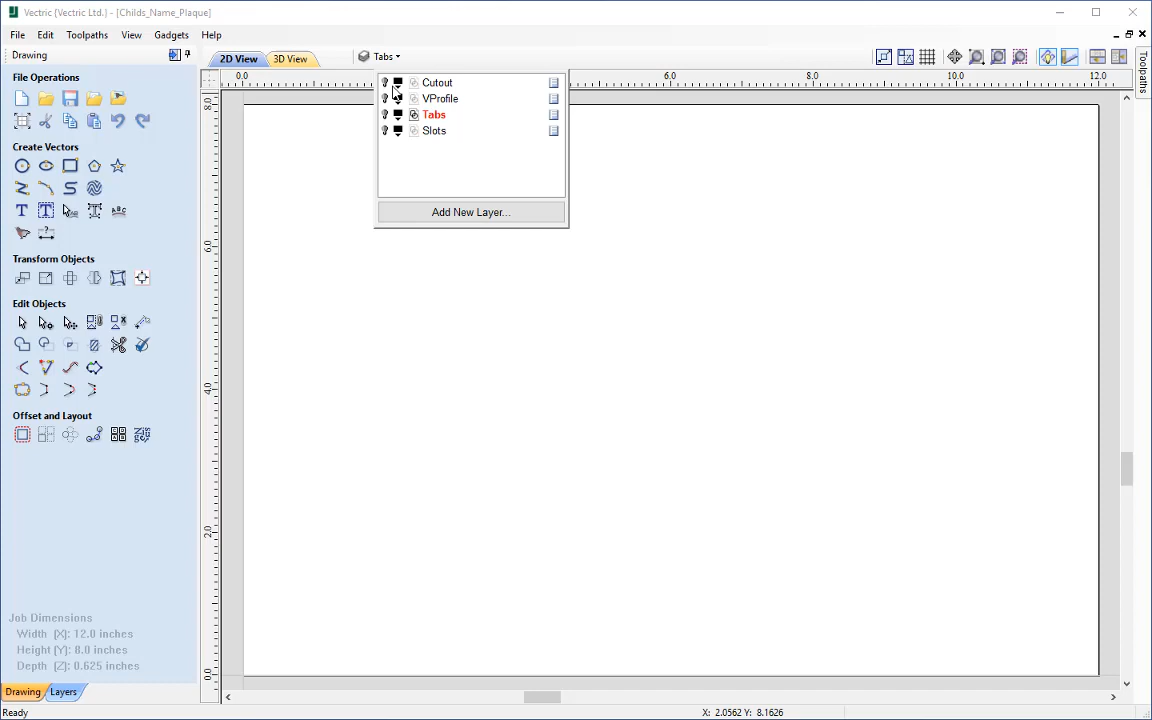 Vectric {Vectric Ltd.} - [Childs_Name_Plaque]
File Edit Toolpaths View Gadgets Help
Drawing
2D View 3D View Tabs
File Operations
Create Vectors
Transform Objects
Edit Objects
Offset and Layout
Job Dimensions
Width (X): 12.0 inches
Height (Y): 8.0 inches
Depth (Z): 0.625 inches
Drawing Layers
Ready
0.0 6.0 8.0 10.0 12.0
8.0
6.0
4.0
2.0
0.0
Cutout
VProfile
Tabs
Slots
Add New Layer...
Toolpaths
X: 2.0562 Y: 8.1626